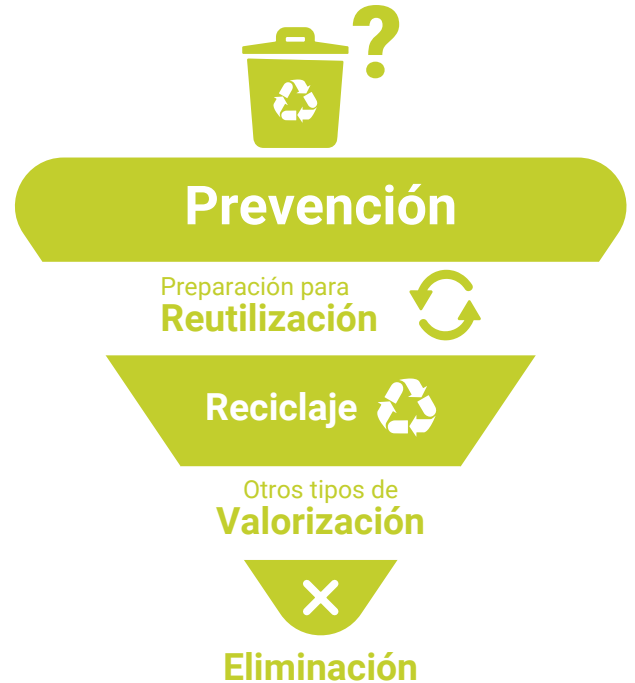 ?
Prevención
Preparación para
Reutilización
Reciclaje
Otros tipos de
Valorización
Eliminación